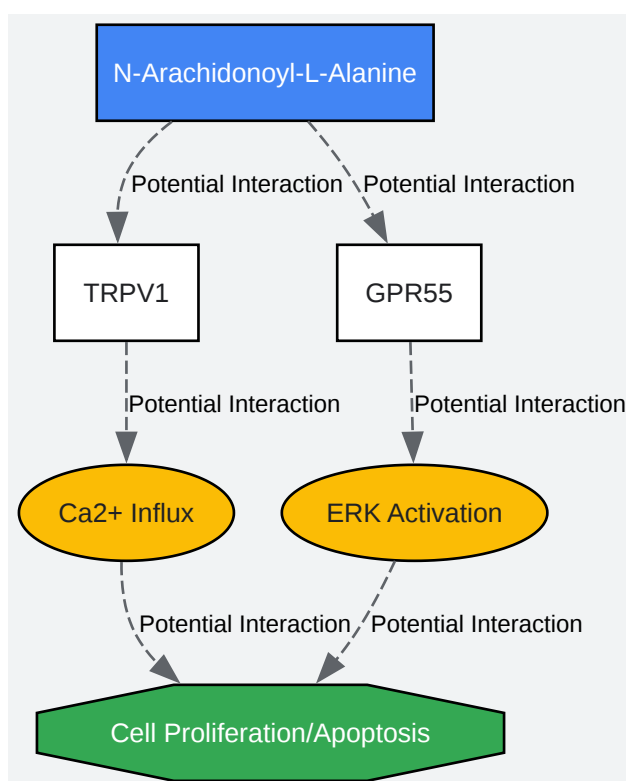 N-Arachidonoyl-L-Alanine
Potential Interaction
Potential Interaction
TRPV1
GPR55
Potential Interaction
Potential Interaction
Ca2+ Influx
ERK Activation
Potential Interaction
Potential Interaction
Cell Proliferation/Apoptosis